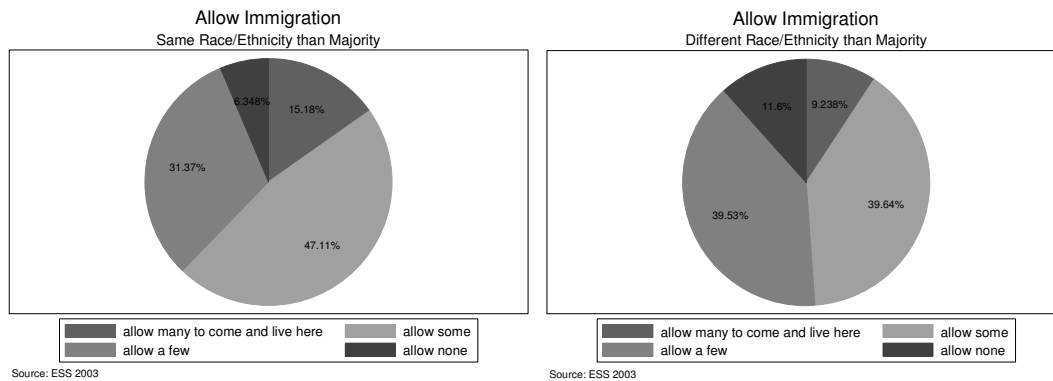 Allow Immigration
Same Race/Ethnicity than Majority
6.348%
15.18%
31.37%
47.11%
allow many to come and live here
allow some
allow a few
allow none
Source: ESS 2003
Allow Immigration
Different Race/Ethnicity than Majority
11.6%
9.238%
39.53%
39.64%
allow many to come and live here
allow some
allow a few
allow none
Source: ESS 2003